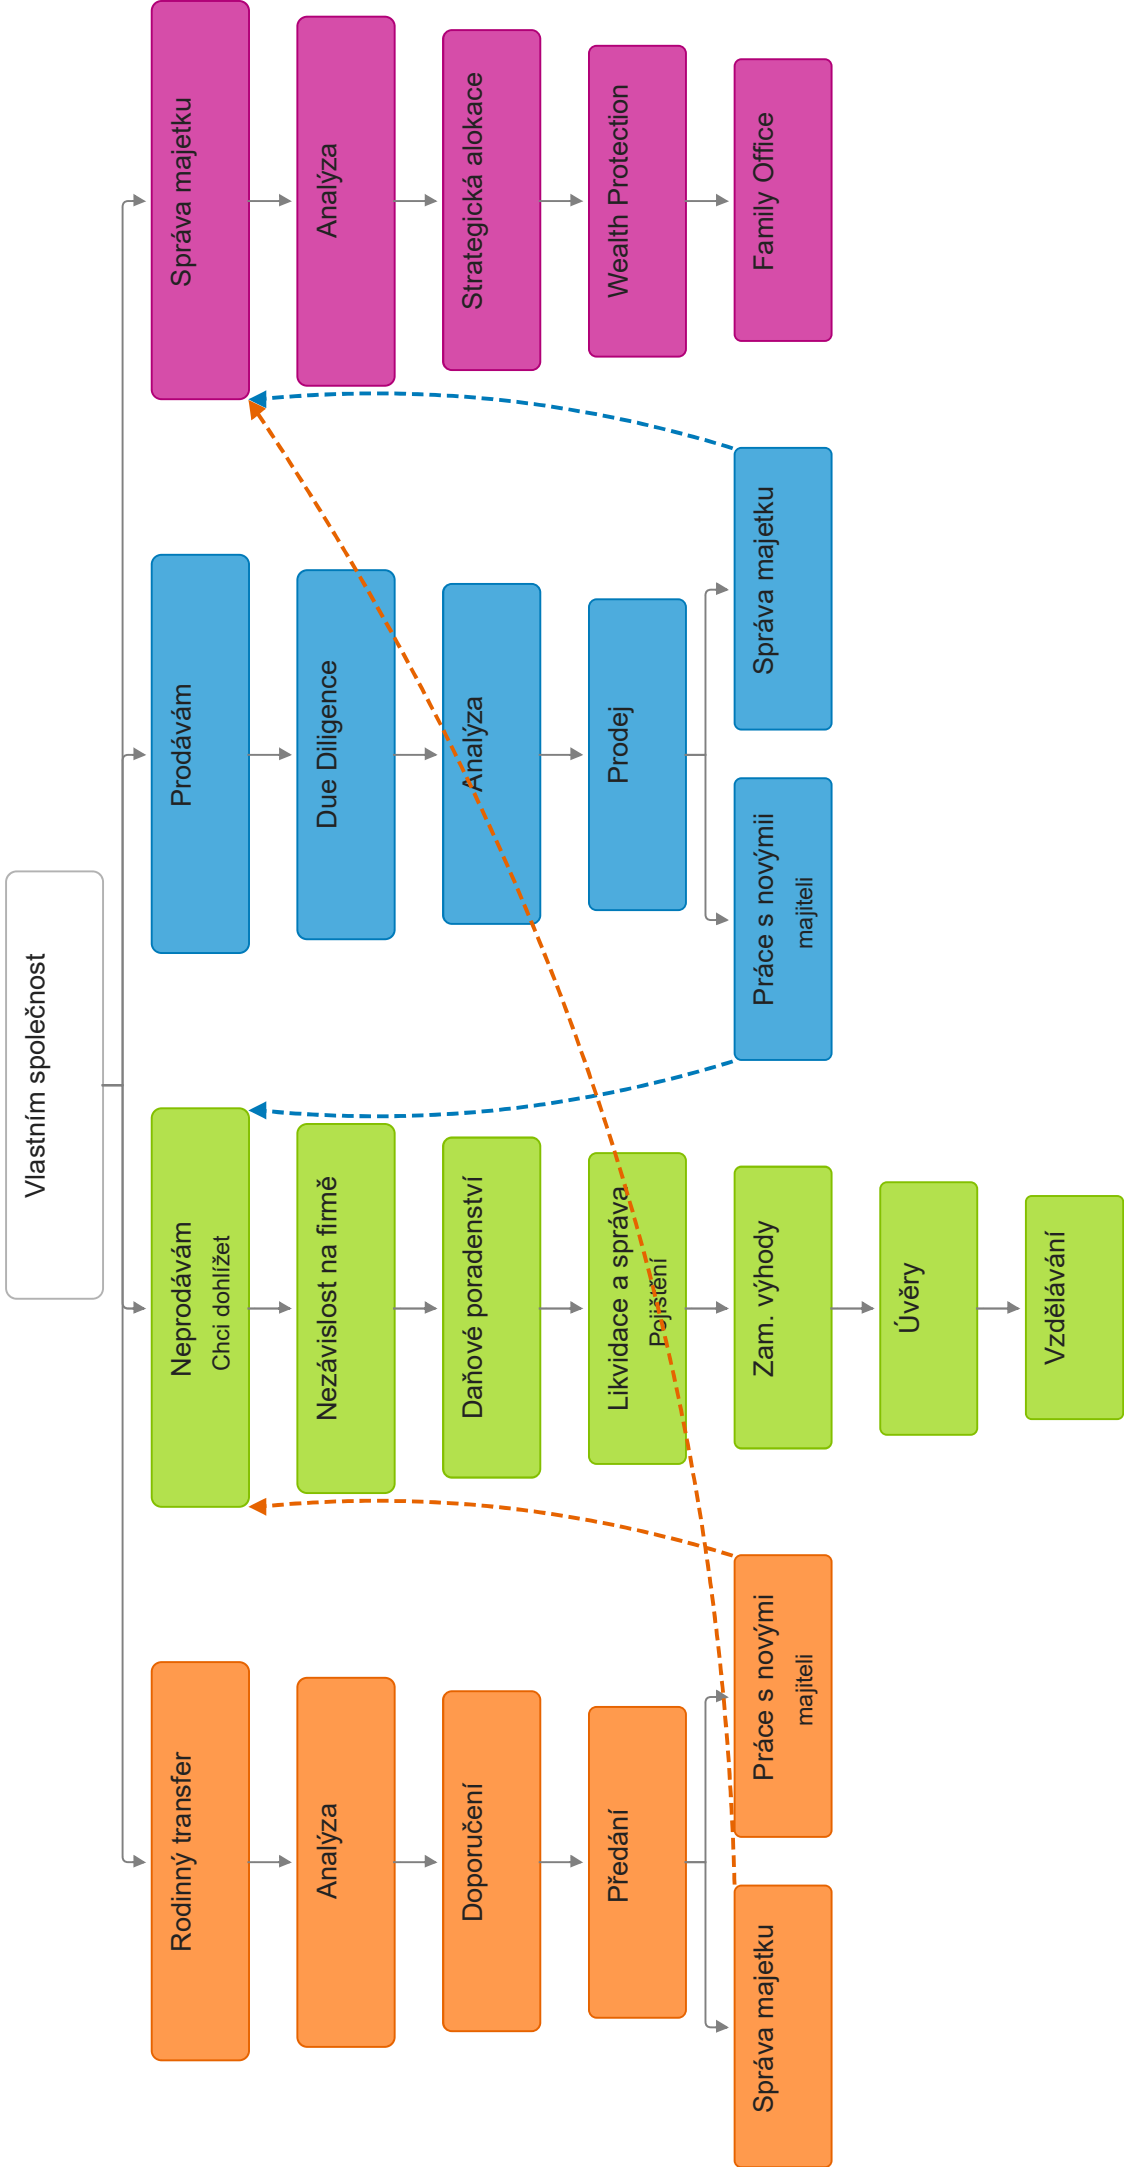 Vlastním společnost
Rodinný transfer
Analýza
Doporučení
Předání
Správa majetku
Práce s novými
majiteli
Neprodávám
Chci dohlížet
Nezávislost na firmě
Daňové poradenství
Likvidace a správa
Pojištění
Zam. výhody
Úvěry
Vzdělávání
Prodávám
Due Diligence
Analýza
Prodej
Práce s novýmii
majiteli
Správa majetku
Správa majetku
Analýza
Strategická alokace
Wealth Protection
Family Office